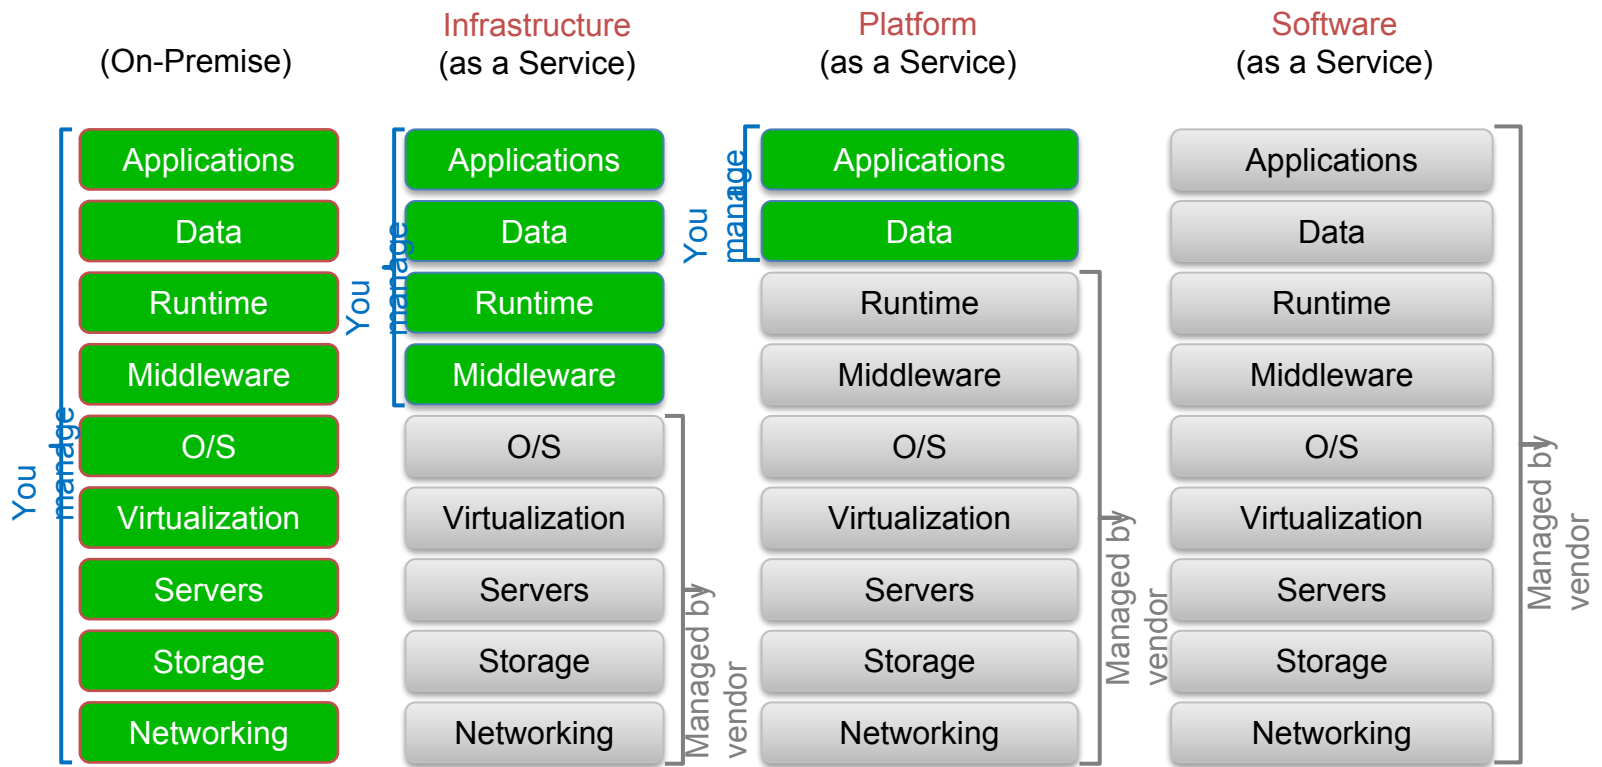 (On-Premise)
Infrastructure
(as a Service)
Platform
(as a Service)
Software
(as a Service)
You
manage
Applications
Data
Runtime
Middleware
O/S
Virtualization
Servers
Storage
Networking
You
manage
Applications
Data
Runtime
Middleware
O/S
Virtualization
Servers
Storage
Networking
Managed by
vendor
You
manage
Applications
Data
Runtime
Middleware
O/S
Virtualization
Servers
Storage
Networking
Managed by
vendor
Applications
Data
Runtime
Middleware
O/S
Virtualization
Servers
Storage
Networking
Managed by
vendor